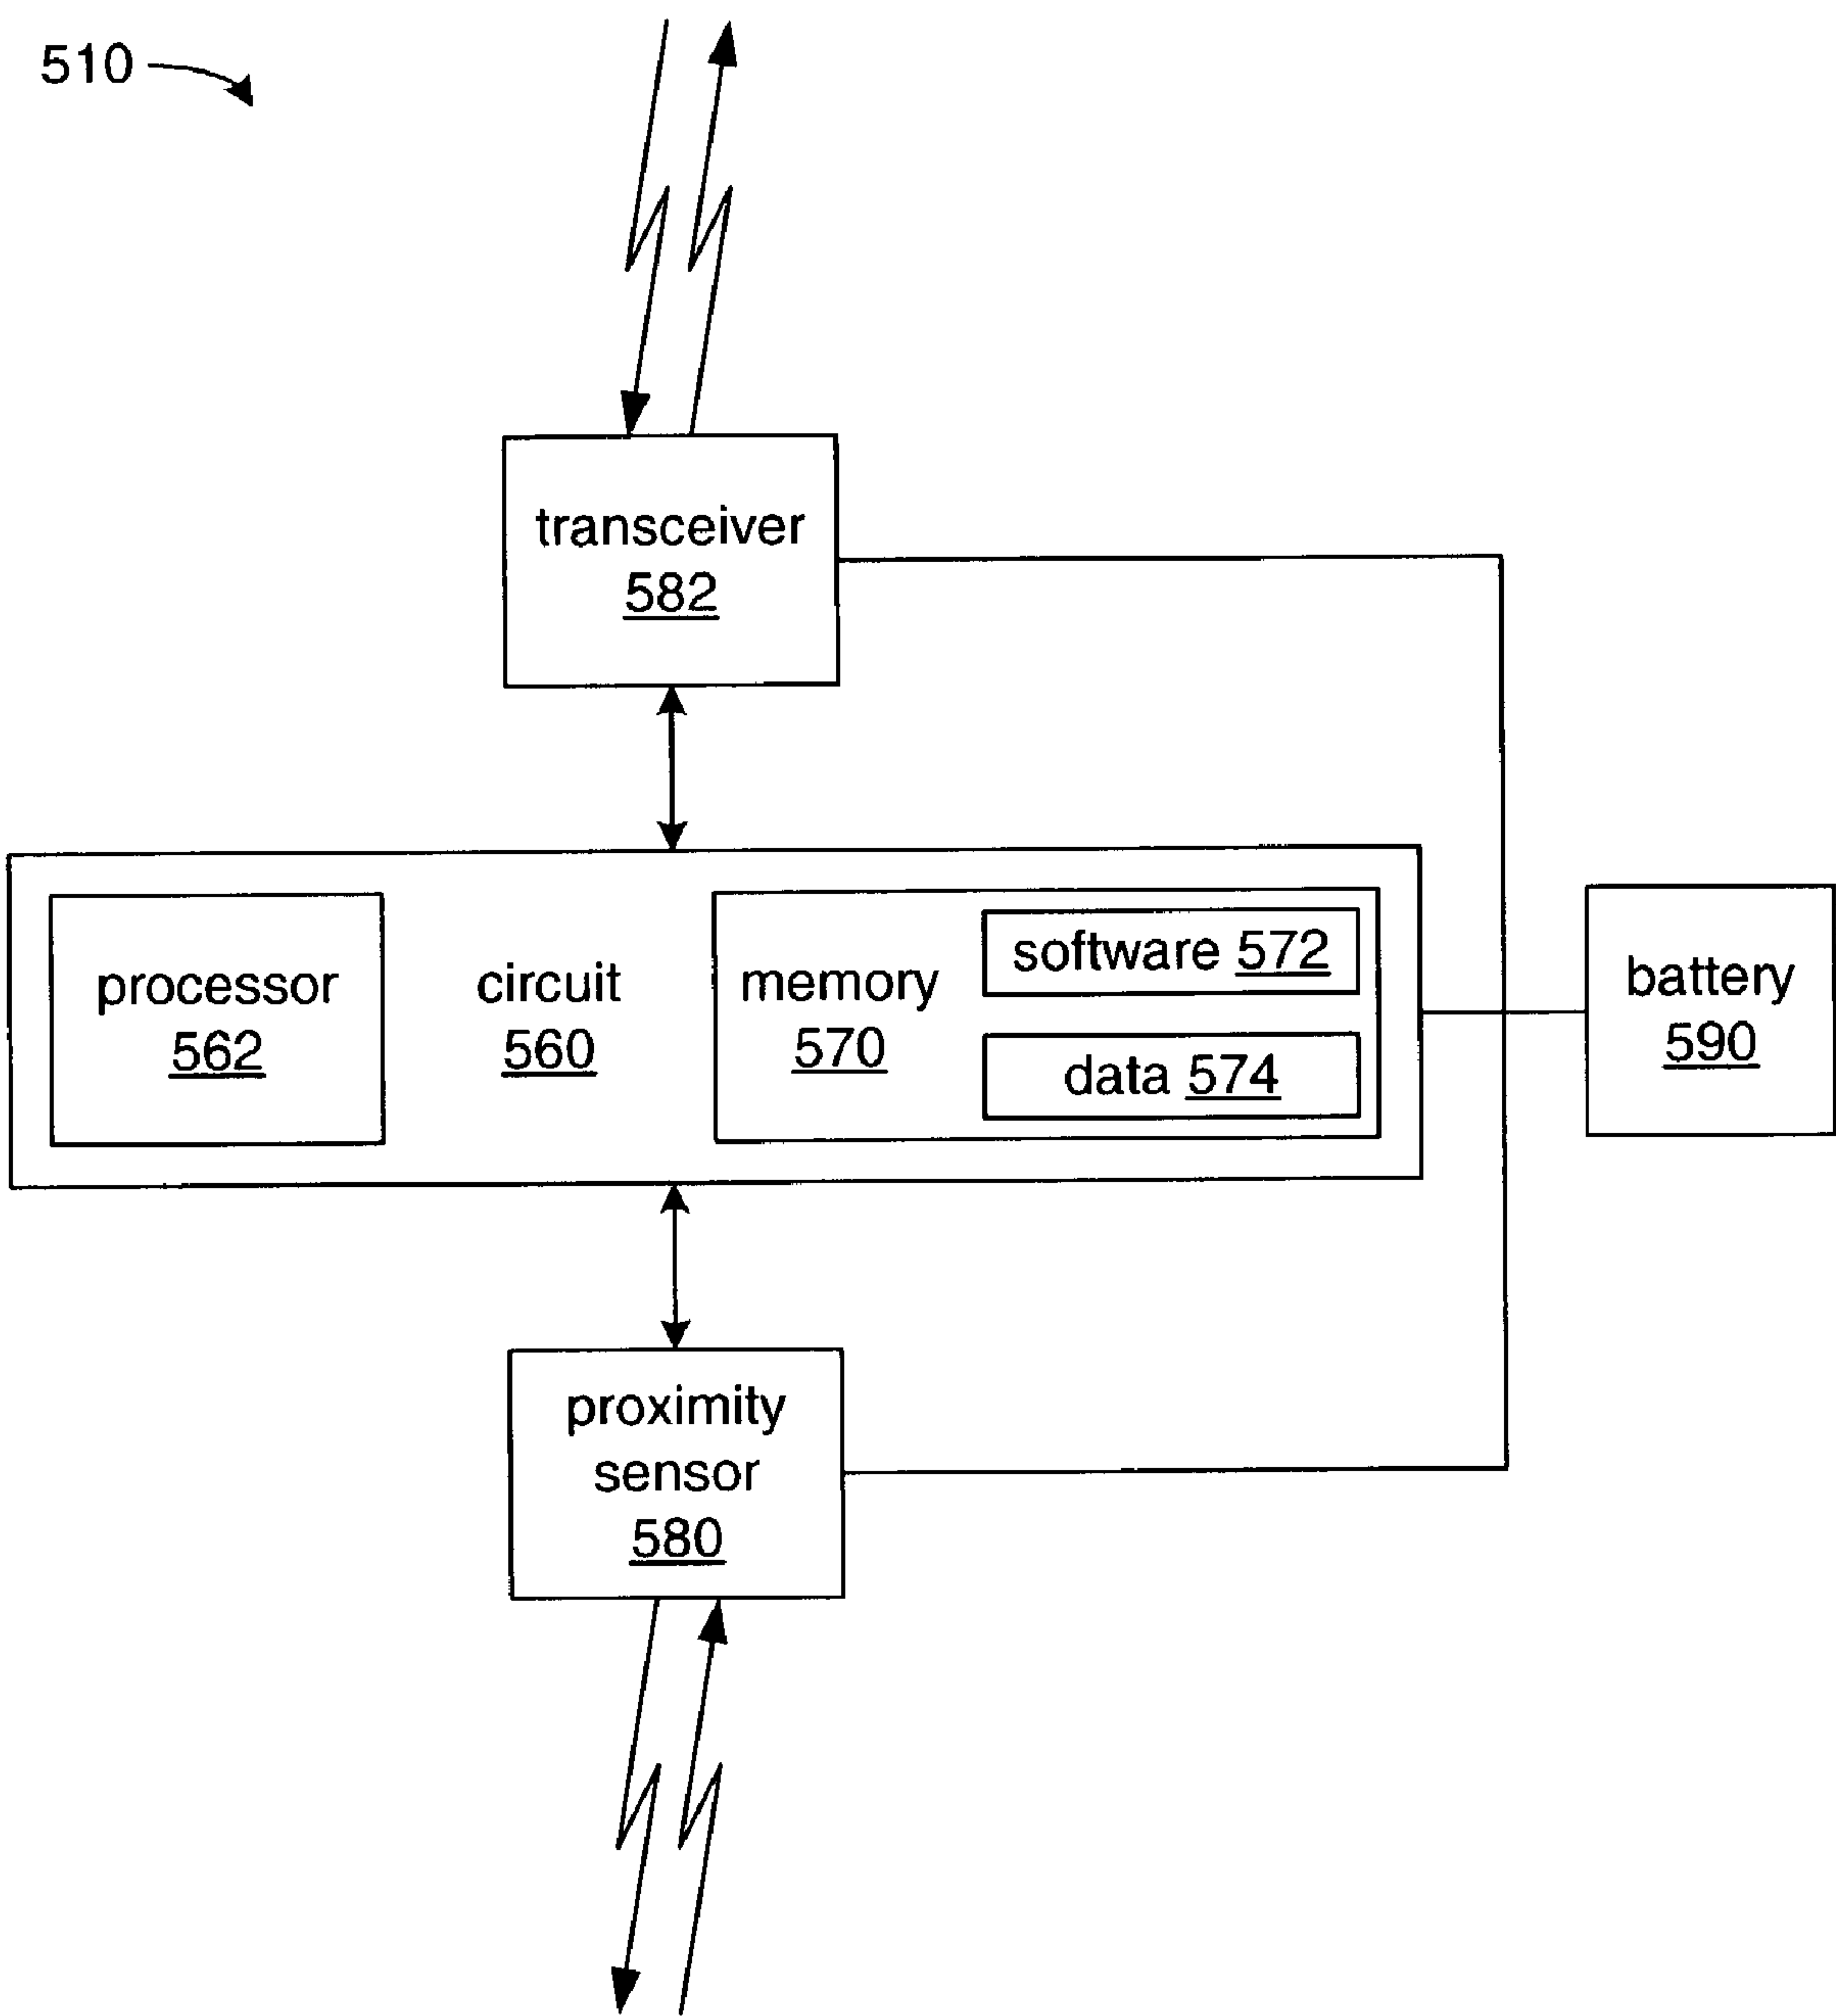 510
transceiver
582
processor
562
circuit
560
memory
570
software 572
data 574
battery
590
proximity
sensor
580